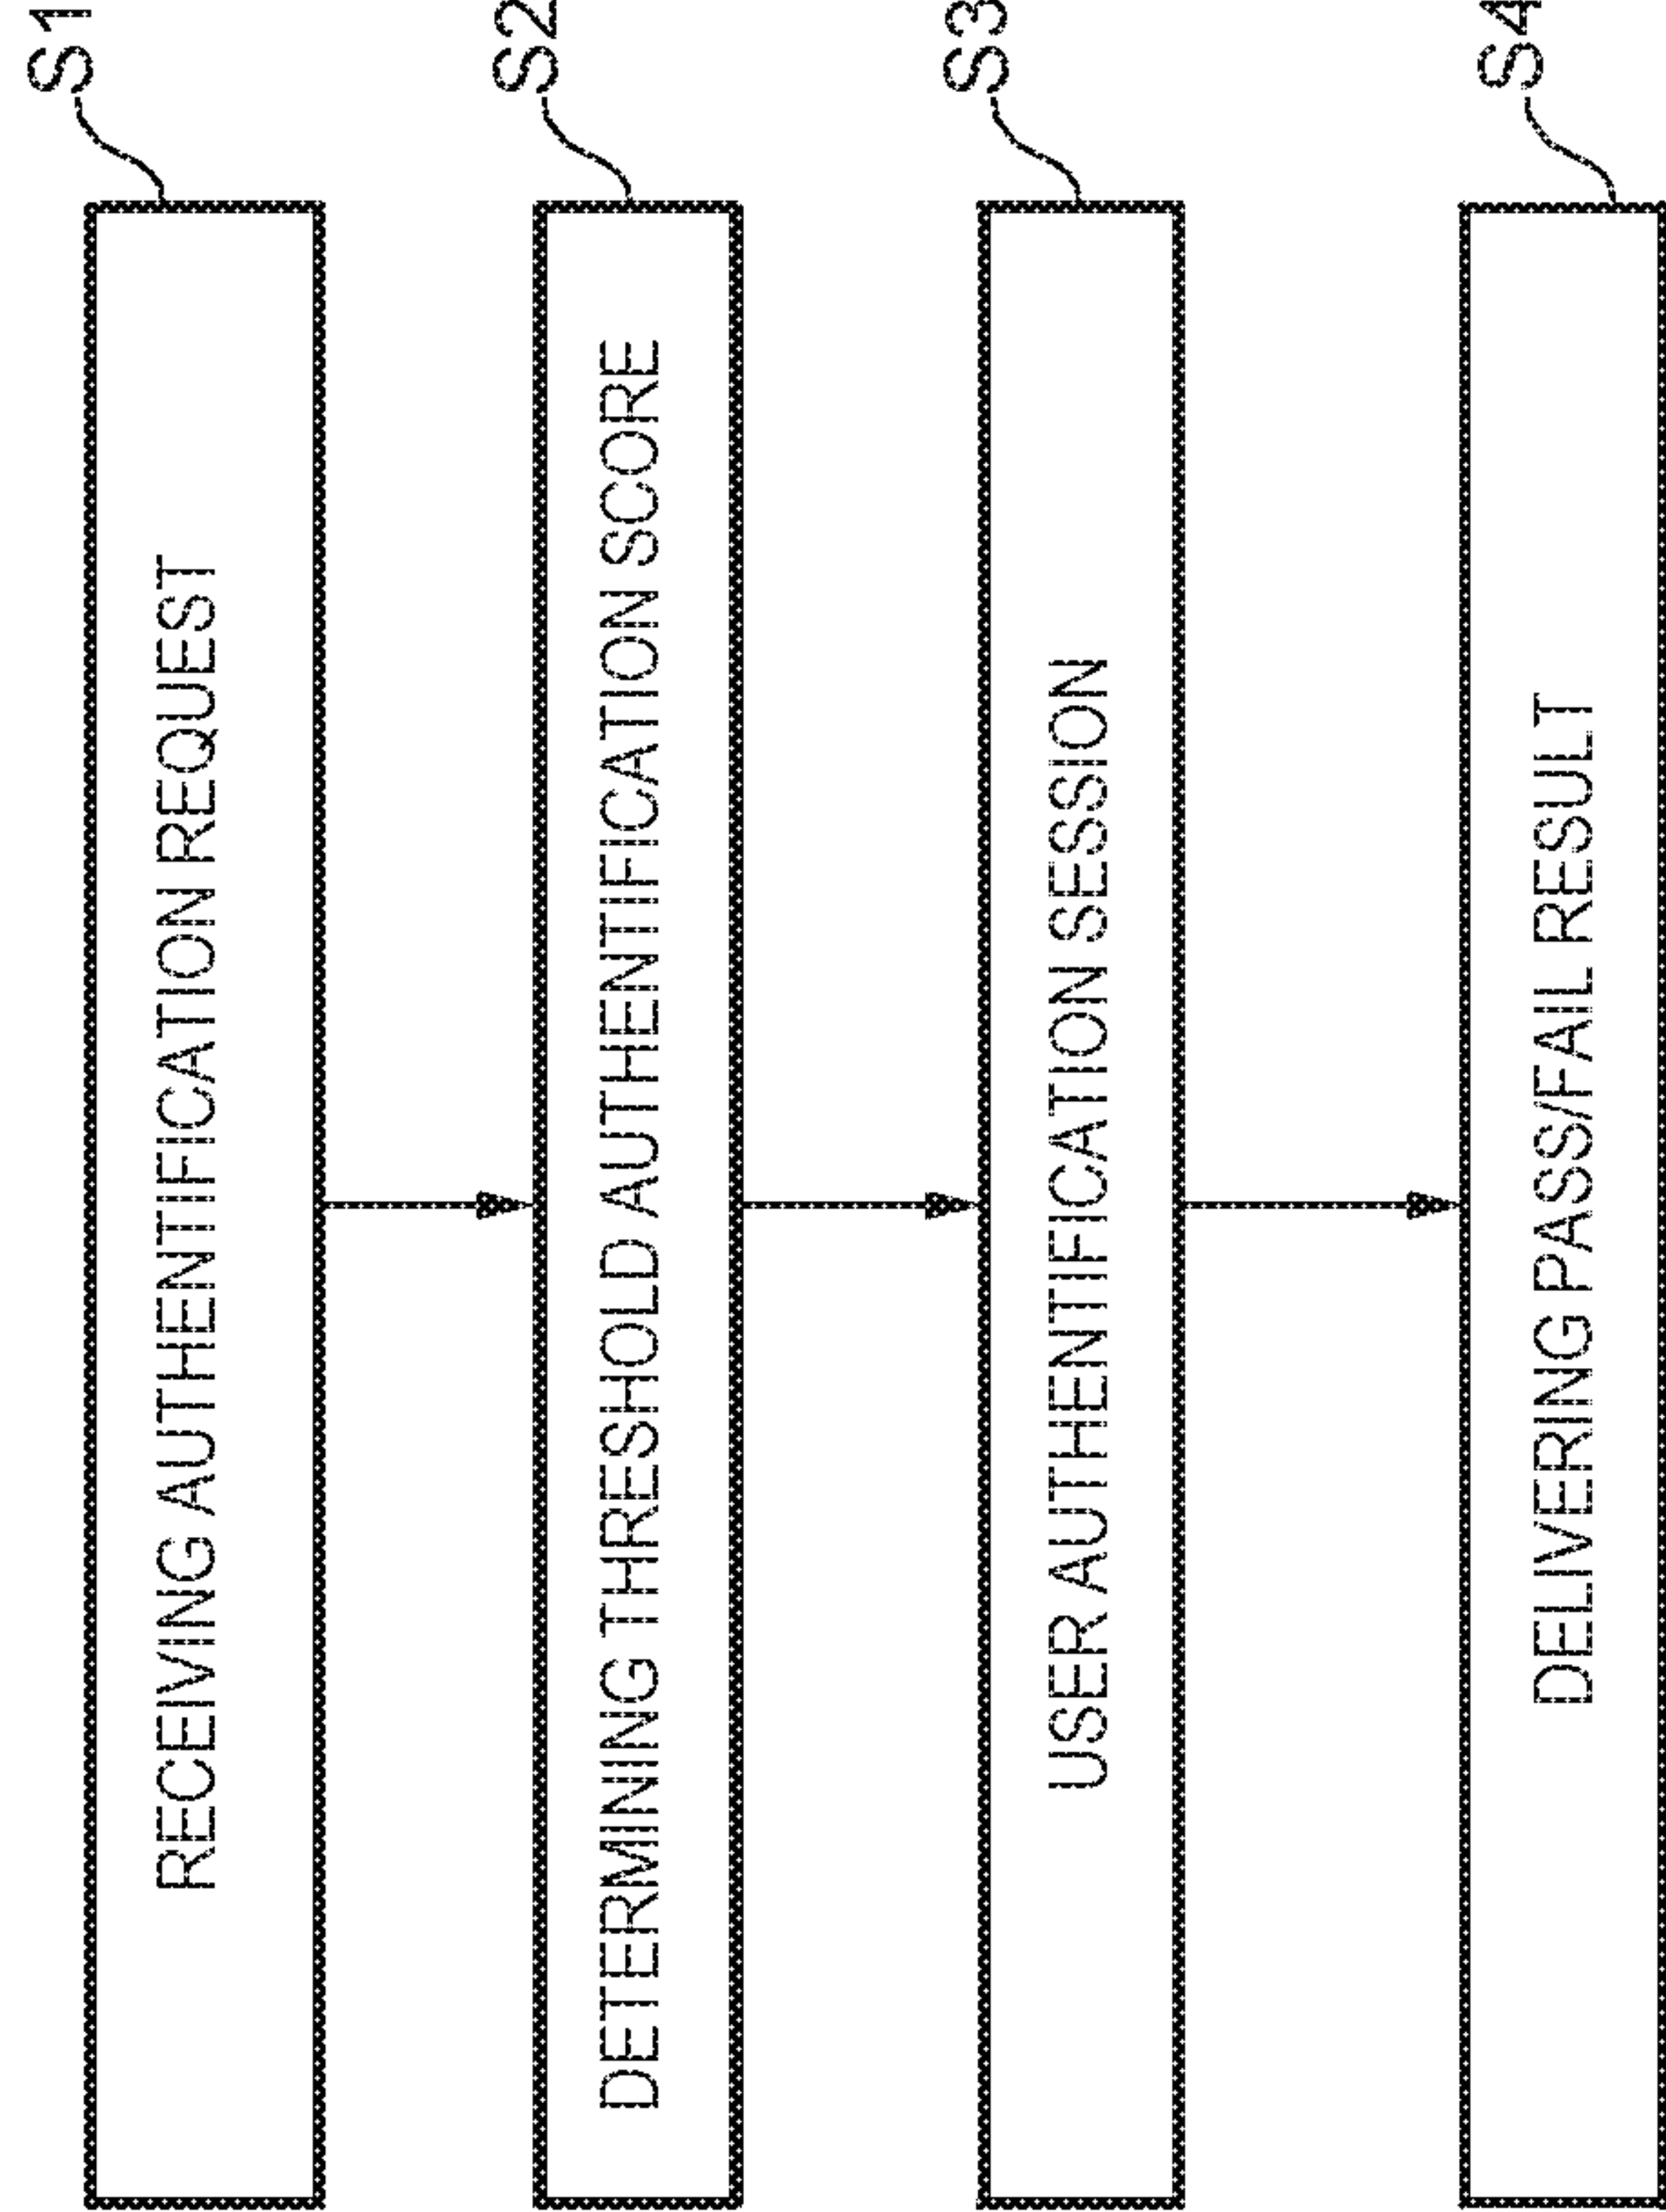 S1
RECEIVING AUTHENTIFICATION REQUEST
S2
DETERMINING THRESHOLD AUTHENTIFICATION SCORE
S3
USER AUTHENTIFICATION SESSION
S4
DELIVERING PASS/FAIL RESULT